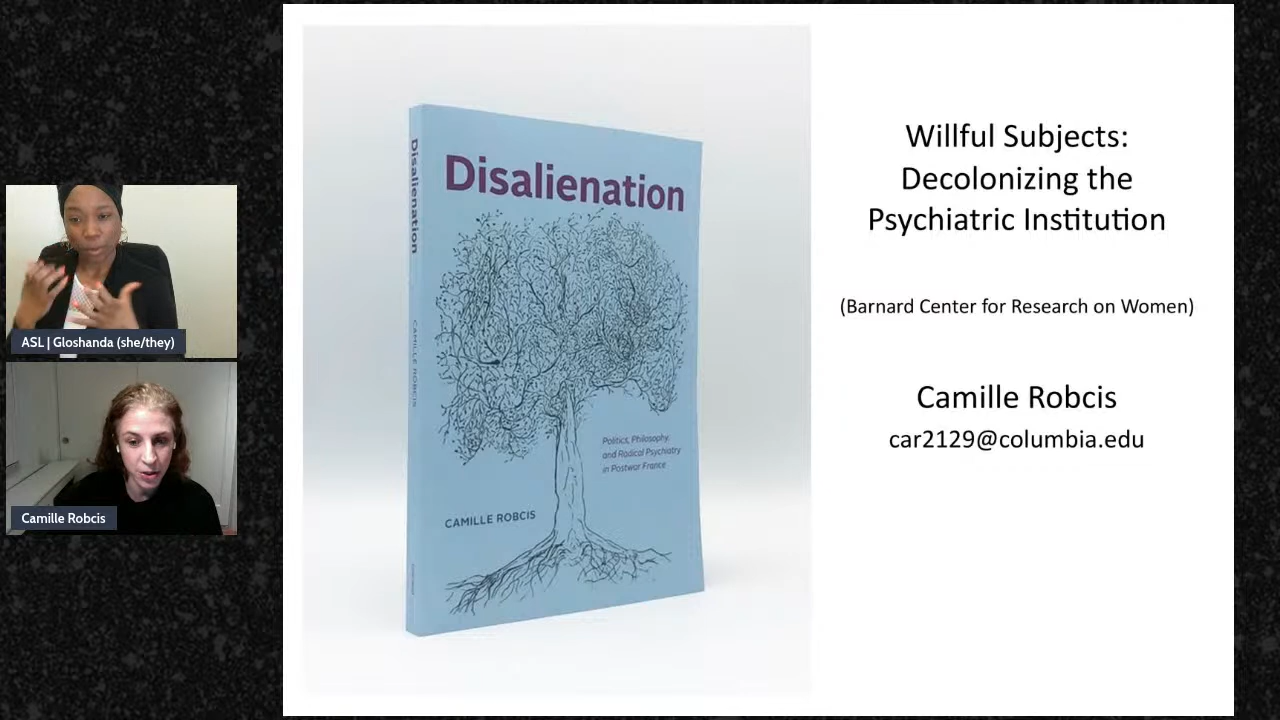 ASL | Gloshanda (she/they)
Camille Robcis
Disalienation
CAMILLE ROBCIS
Disalienation
Politics, Philosophy,
and Radical Psychiatry
in Postwar France
CAMILLE ROBCIS
Willful Subjects:
Decolonizing the
Psychiatric Institution
(Barnard Center for Research on Women)
Camille Robcis
car2129@columbia.edu